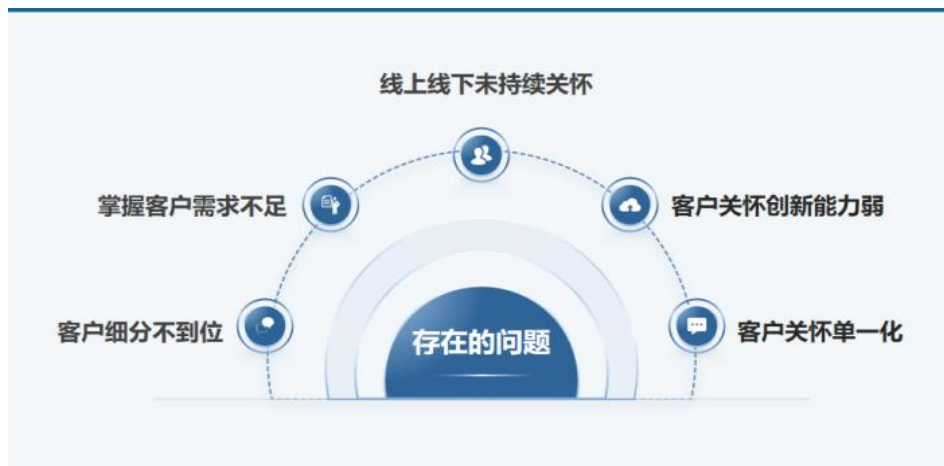 线上线下未持续关怀
掌握客户需求不足
客户关怀创新能力弱
客户细分不到位
存在的问题
客户关怀单一化